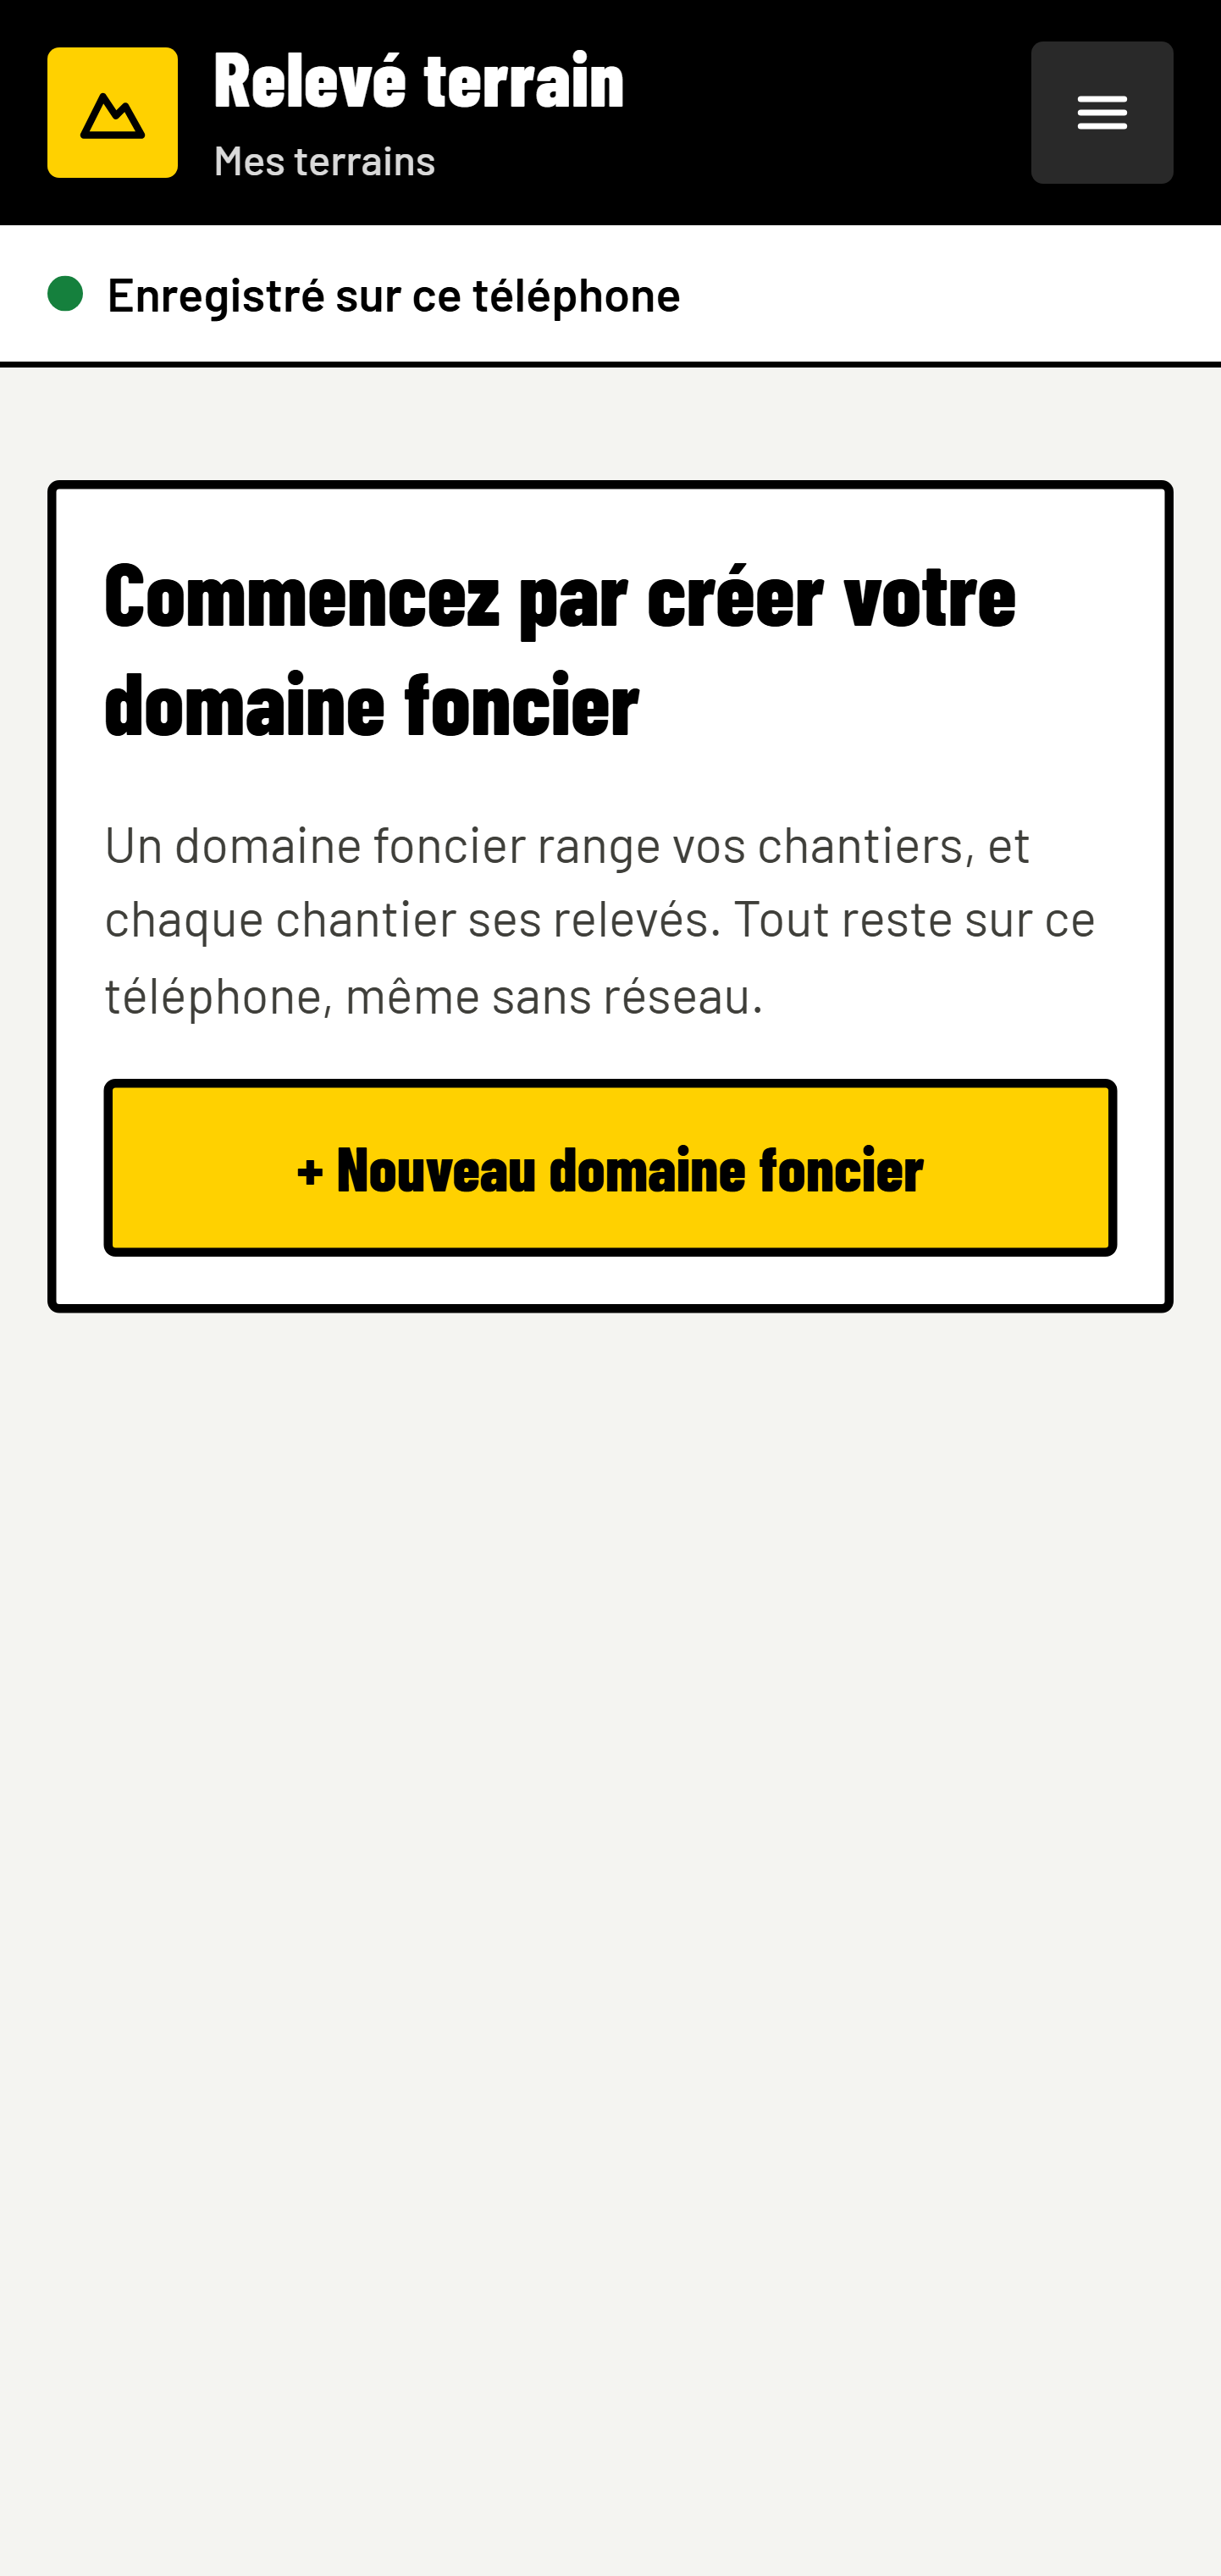 Relevé terrain
Mes terrains
Enregistré sur ce téléphone
Commencez par créer votre
domaine foncier
Un domaine foncier range vos chantiers, et
chaque chantier ses relevés. Tout reste sur ce
téléphone, même sans réseau.
+ Nouveau domaine foncier